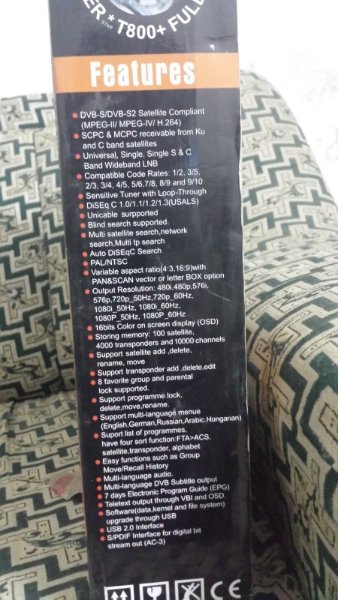 ER * T800+ FULL
STAR
Features
DVB-S/DVB-S2 Satellite Compliant
(MPEG-II/ MPEG-IV/ H.264)
SCPC & MCPC receivable from Ku
and C band satellites
Universal, Single, Single S & C
Band Wideband LNB
Compatible Code Rates: 1/2, 3/5,
2/3, 3/4, 4/5, 5/6,7/8, 8/9 and 9/10
Sensitive Tuner with Loop-Through
DiSEq C 1.0/1.1/1.2/1.3(USALS)
Unicable surpported
Blind search supported.
Multi satellite search,network
search,Multi tp search
Auto DiSEqC Search
PAL/NTSC
Variable aspect ratio(4:3,16:9)with
PAN&SCAN vector or letter BOX option
Output Resolution: 480i,480p,576i,
576p,720p_50Hz,720p_60Hz,
1080i_50Hz, 1080i_60Hz,
1080P_50Hz, 1080P_60Hz
16bits Color on screen display (OSD)
Storing memory: 100 satellite,
4000 transponders and 10000 channels
Support satellite add ,delete,
rename, move
Support transponder add ,delete,edit
8 favorite group and parental
lock supported.
Support programme lock,
delete,move,rename.
Support multi-language menue
(English,German,Russian,Arabic,Hunganan)
Suport list of programmes,
have four sort function:FTA>ACS.
satellite,transponder, alphabet
Easy functions such as Group
Move/Recall History
Multi-language audio.
Multi-language DVB Subtitle output
7 days Electronic Program Guide (EPG)
Teletext output through VBI and OSD
Software(data,kernel and file system)
upgrade through USB
USB 2.0 Interface
S/PDIF Interface for digital bit
stream out (AC-3)
CE